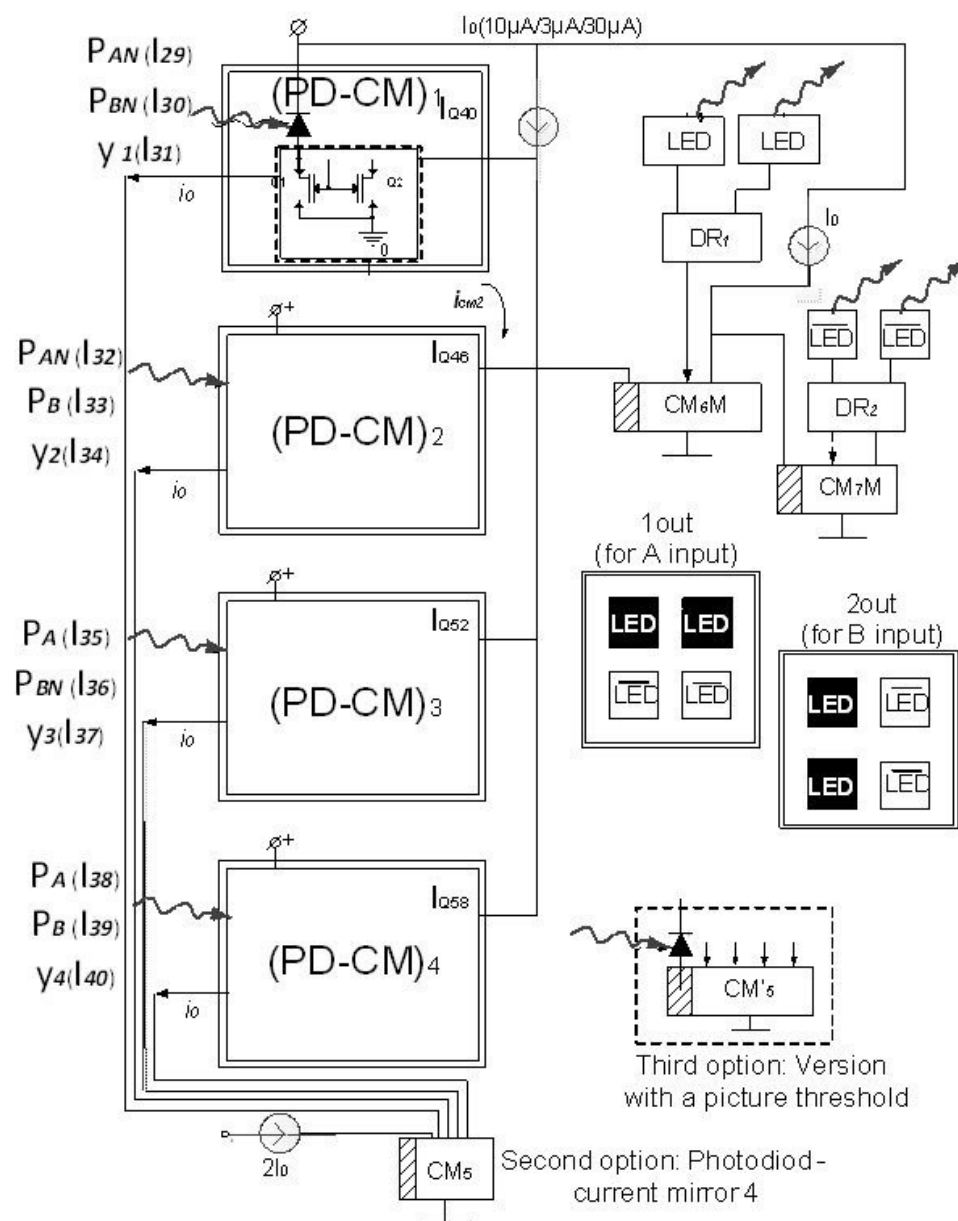 I₀(10µA/3µA/30µA)
P_AN (I29)
P_BN (I30)
y 1(I31)
(PD-CM)₁
I_Q40
Q1
Q2
0
i₀
LED
LED
DR₁
I₀
i_CM2
LED
LED
DR₂
P_AN (I32)
P_B (I33)
y2(I34)
(PD-CM)₂
I_Q46
+
i₀
CM₆M
CM₇M
1out
(for A input)
LED LED
LED LED
2out
(for B input)
LED LED
LED LED
P_A (I35)
P_BN (I36)
y3(I37)
(PD-CM)₃
I_Q52
+
i₀
P_A (I38)
P_B (I39)
y4(I40)
(PD-CM)₄
I_Q58
+
i₀
CM'₅
Third option: Version
with a picture threshold
2I₀
CM₅
Second option: Photodiod-
current mirror 4